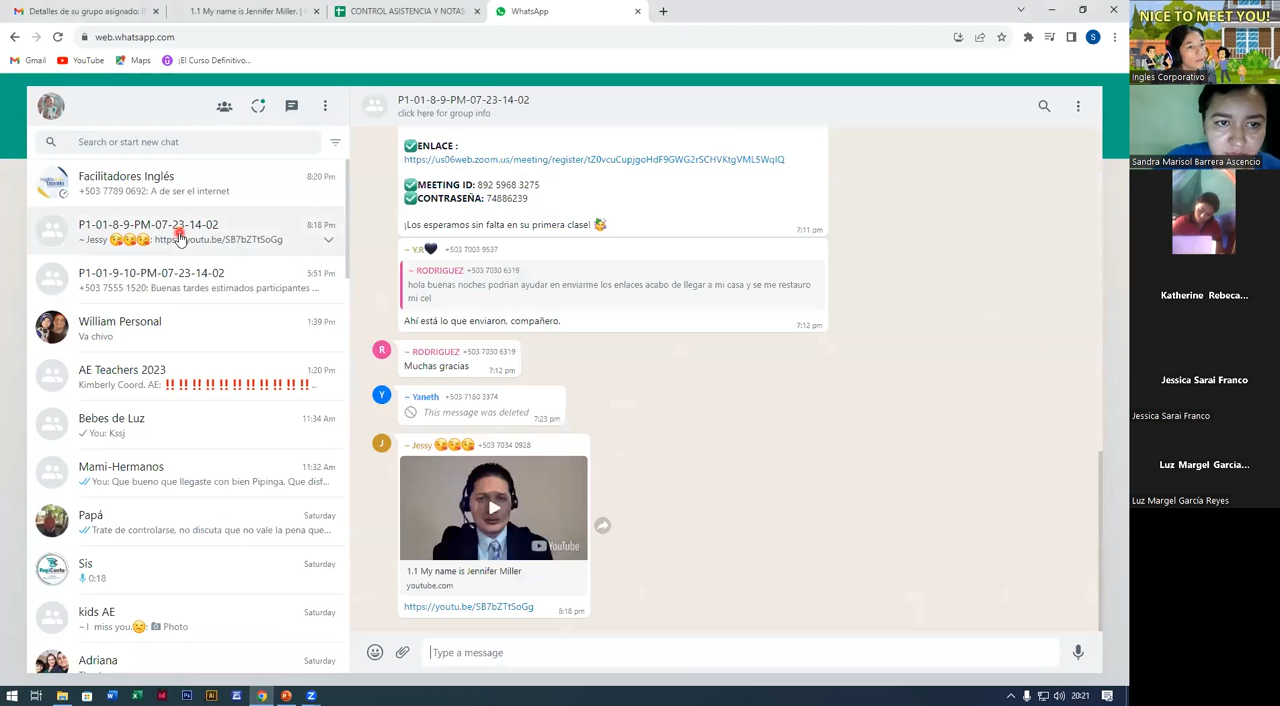 Detalles de su grupo asignado:
1.1 My name is Jennifer Miller.
CONTROL ASISTENCIA Y NOTAS
WhatsApp
web.whatsapp.com
Gmail
YouTube
Maps
¡El Curso Definitivo...
Search or start new chat
Facilitadores Inglés
8:20 Pm
+503 7789 0692: A de ser el internet
P1-01-8-9-PM-07-23-14-02
8:18 Pm
~ Jessy 😘😘😘: https://youtu.be/SB7bZTtSoGg
P1-01-9-10-PM-07-23-14-02
5:51 Pm
+503 7555 1520: Buenas tardes estimados participantes ...
William Personal
1:39 Pm
Va chivo
AE Teachers 2023
1:20 Pm
Kimberly Coord. AE: ‼‼‼‼‼‼‼‼‼‼‼...
Bebes de Luz
11:34 Am
You: Kssj
Mami-Hermanos
11:32 Am
You: Que bueno que llegaste con bien Pipinga. Que disf...
Papá
Saturday
Trate de controlarse, no discuta que no vale la pena que...
Sis
Saturday
0:18
kids AE
Saturday
~ I miss you😊: Photo
Adriana
Saturday
P1-01-8-9-PM-07-23-14-02
click here for group info
✅ENLACE :
https://us06web.zoom.us/meeting/register/tZ0vcuCupjgoHdF9GWG2rSCHVKtgVML5WqIQ
✅MEETING ID: 892 5968 3275
✅CONTRASEÑA: 74886239
¡Los esperamos sin falta en su primera clase! 🥳
7:11 pm
~ Y.R🖤 +503 7003 9537
~ RODRIGUEZ +503 7030 6319
hola buenas noches podrian ayudar en enviarme los enlaces acabo de llegar a mi casa y se me restauro
mi cel
Ahí está lo que enviaron, compañero.
7:12 pm
R
~ RODRIGUEZ +503 7030 6319
Muchas gracias
7:12 pm
Y
~ Yaneth +503 7180 3374
This message was deleted
7:23 pm
J
~ Jessy 😘😘😘 +503 7034 0928
YouTube
1.1 My name is Jennifer Miller
youtube.com
https://youtu.be/SB7bZTtSoGg
8:18 pm
Type a message
NICE TO MEET YOU!
Ingles Corporativo
Sandra Marisol Barrera Ascencio
Katherine Rebeca...
Jessica Sarai Franco
Jessica Sarai Franco
Luz Margel García...
Luz Margel García Reyes
20:21